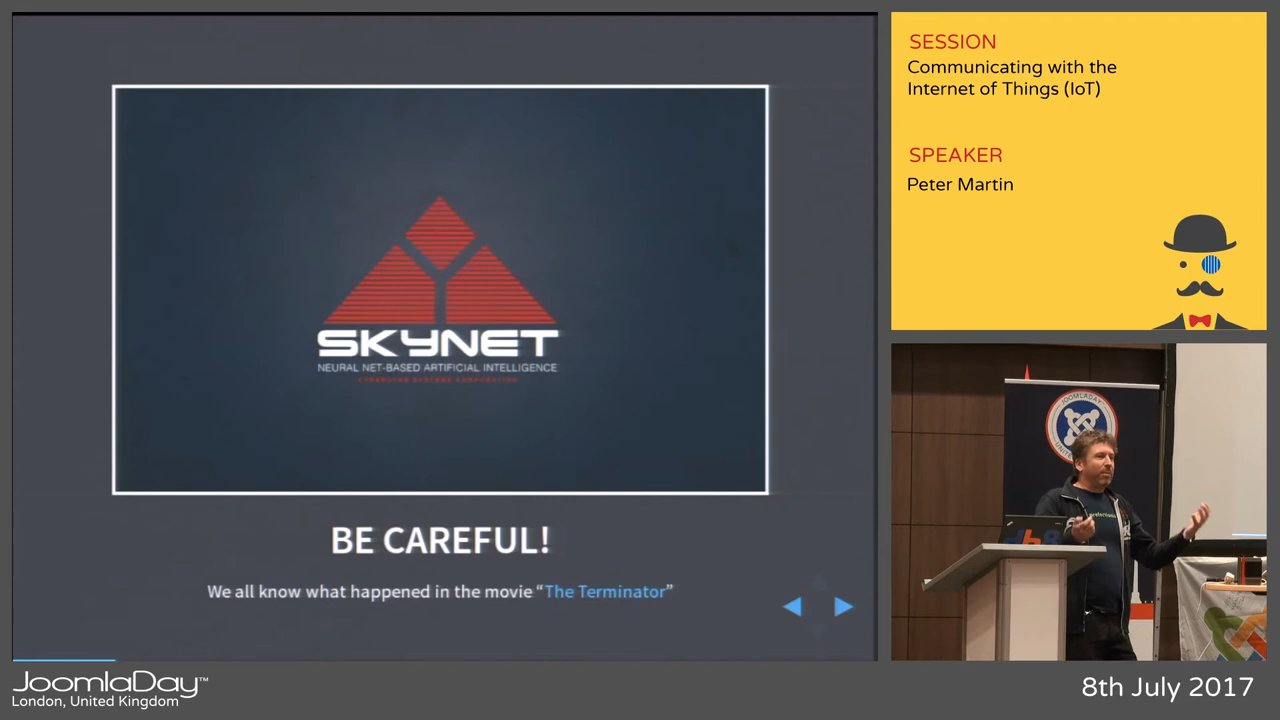 SKYNET
NEURAL NET-BASED ARTIFICIAL INTELLIGENCE
BE CAREFUL!
We all know what happened in the movie “The Terminator”
SESSION
Communicating with the
Internet of Things (IoT)
SPEAKER
Peter Martin
JOOMLADAY
JoomlaDay™
London, United Kingdom
8th July 2017